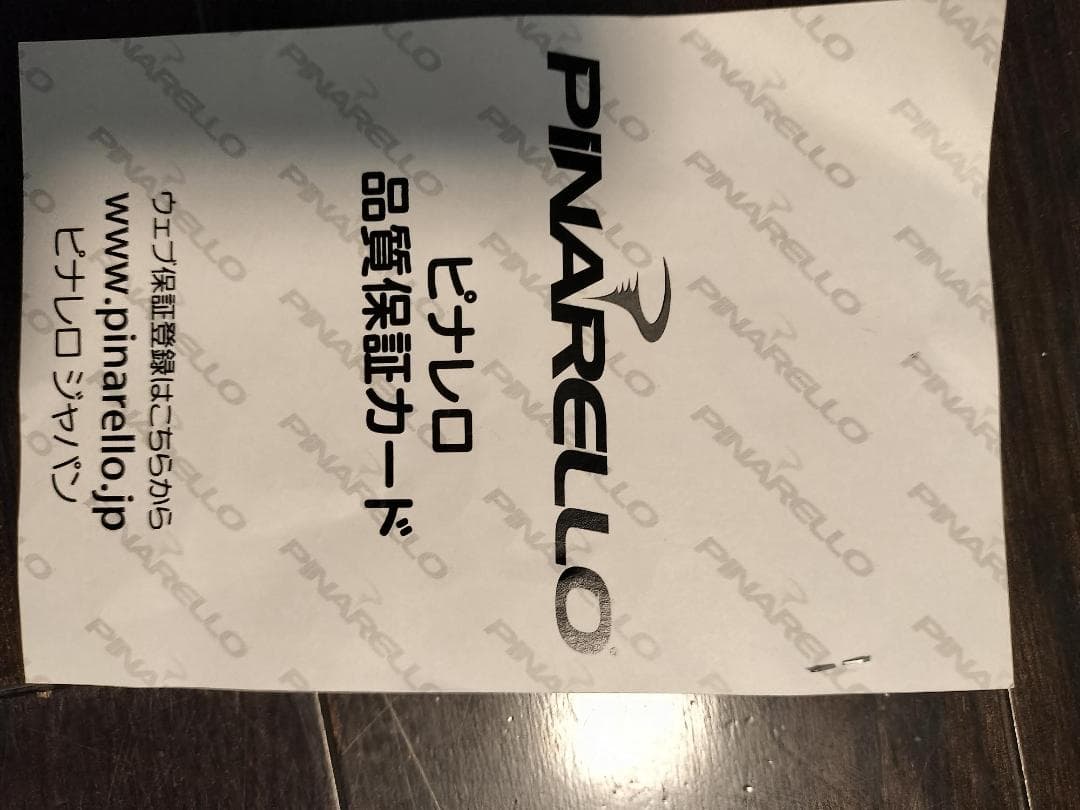 PINARELLO
ピナレロ
品質保証カード
ウェブ保証登録はこちらから
www.pinarello.jp
ピナレロ ジャパン